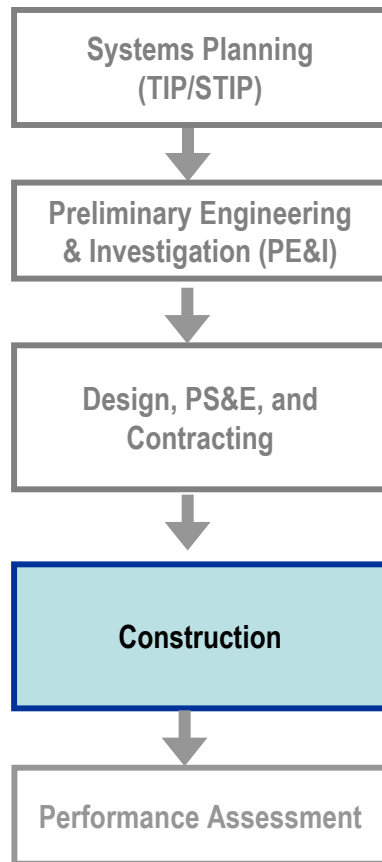 Systems Planning
(TIP/STIP)
Preliminary Engineering
& Investigation (PE&I)
Design, PS&E, and
Contracting
Construction
Performance Assessment